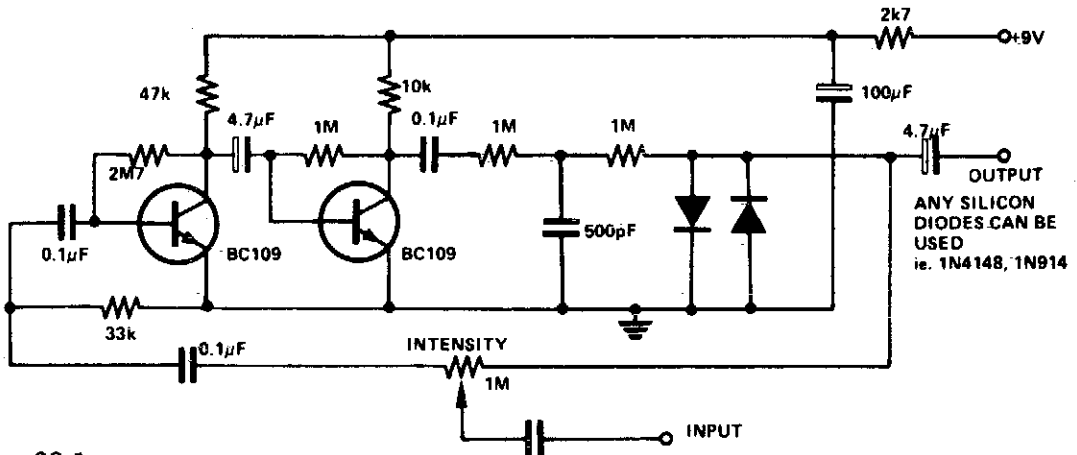 2k7
+9V
47k
10k
100µF
4.7µF
1M
0.1µF
1M
1M
4.7µF
2M7
OUTPUT
ANY SILICON
DIODES CAN BE
USED
ie. 1N4148, 1N914
0.1µF
BC109
BC109
500pF
33k
0.1µF
INTENSITY
1M
INPUT